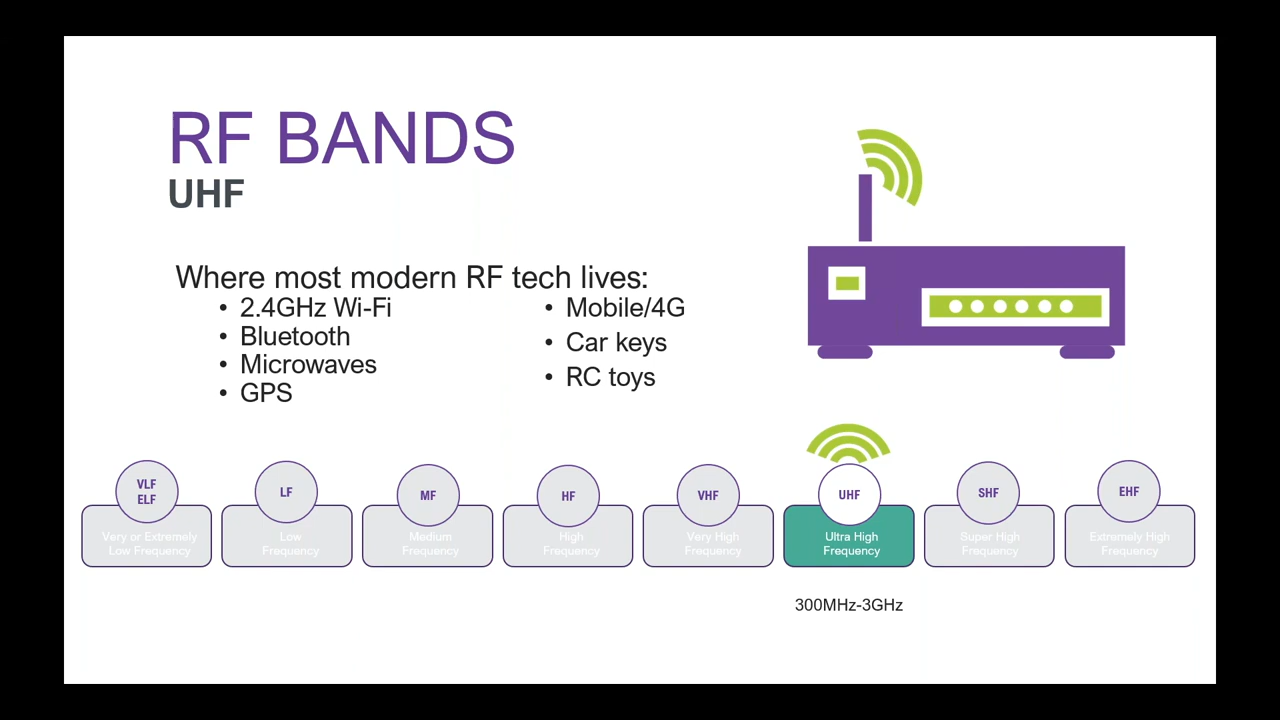 RF BANDS
UHF
Where most modern RF tech lives:
• 2.4GHz Wi-Fi
• Bluetooth
• Microwaves
• GPS
• Mobile/4G
• Car keys
• RC toys
VLF
ELF
Very or Extremely
Low Frequency
LF
Low
Frequency
MF
Medium
Frequency
HF
High
Frequency
VHF
Very High
Frequency
UHF
Ultra High
Frequency
300MHz-3GHz
SHF
Super High
Frequency
EHF
Extremely High
Frequency